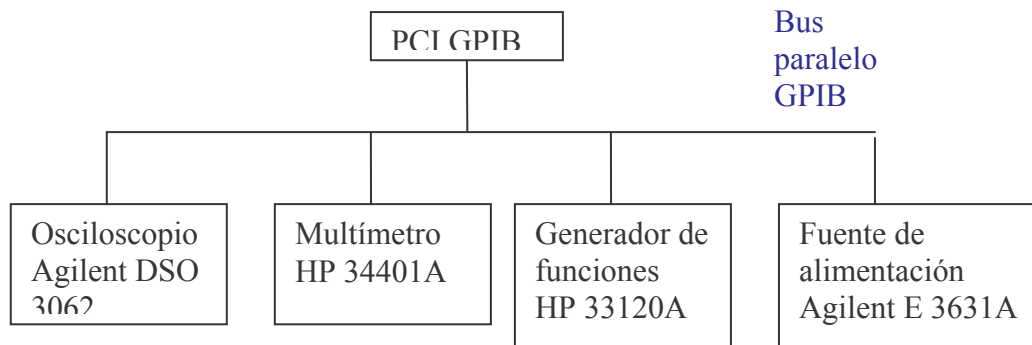 PCI GPIB
Bus
paralelo
GPIB
Osciloscopio
Agilent DSO
3062
Multímetro
HP 34401A
Generador de
funciones
HP 33120A
Fuente de
alimentación
Agilent E 3631A